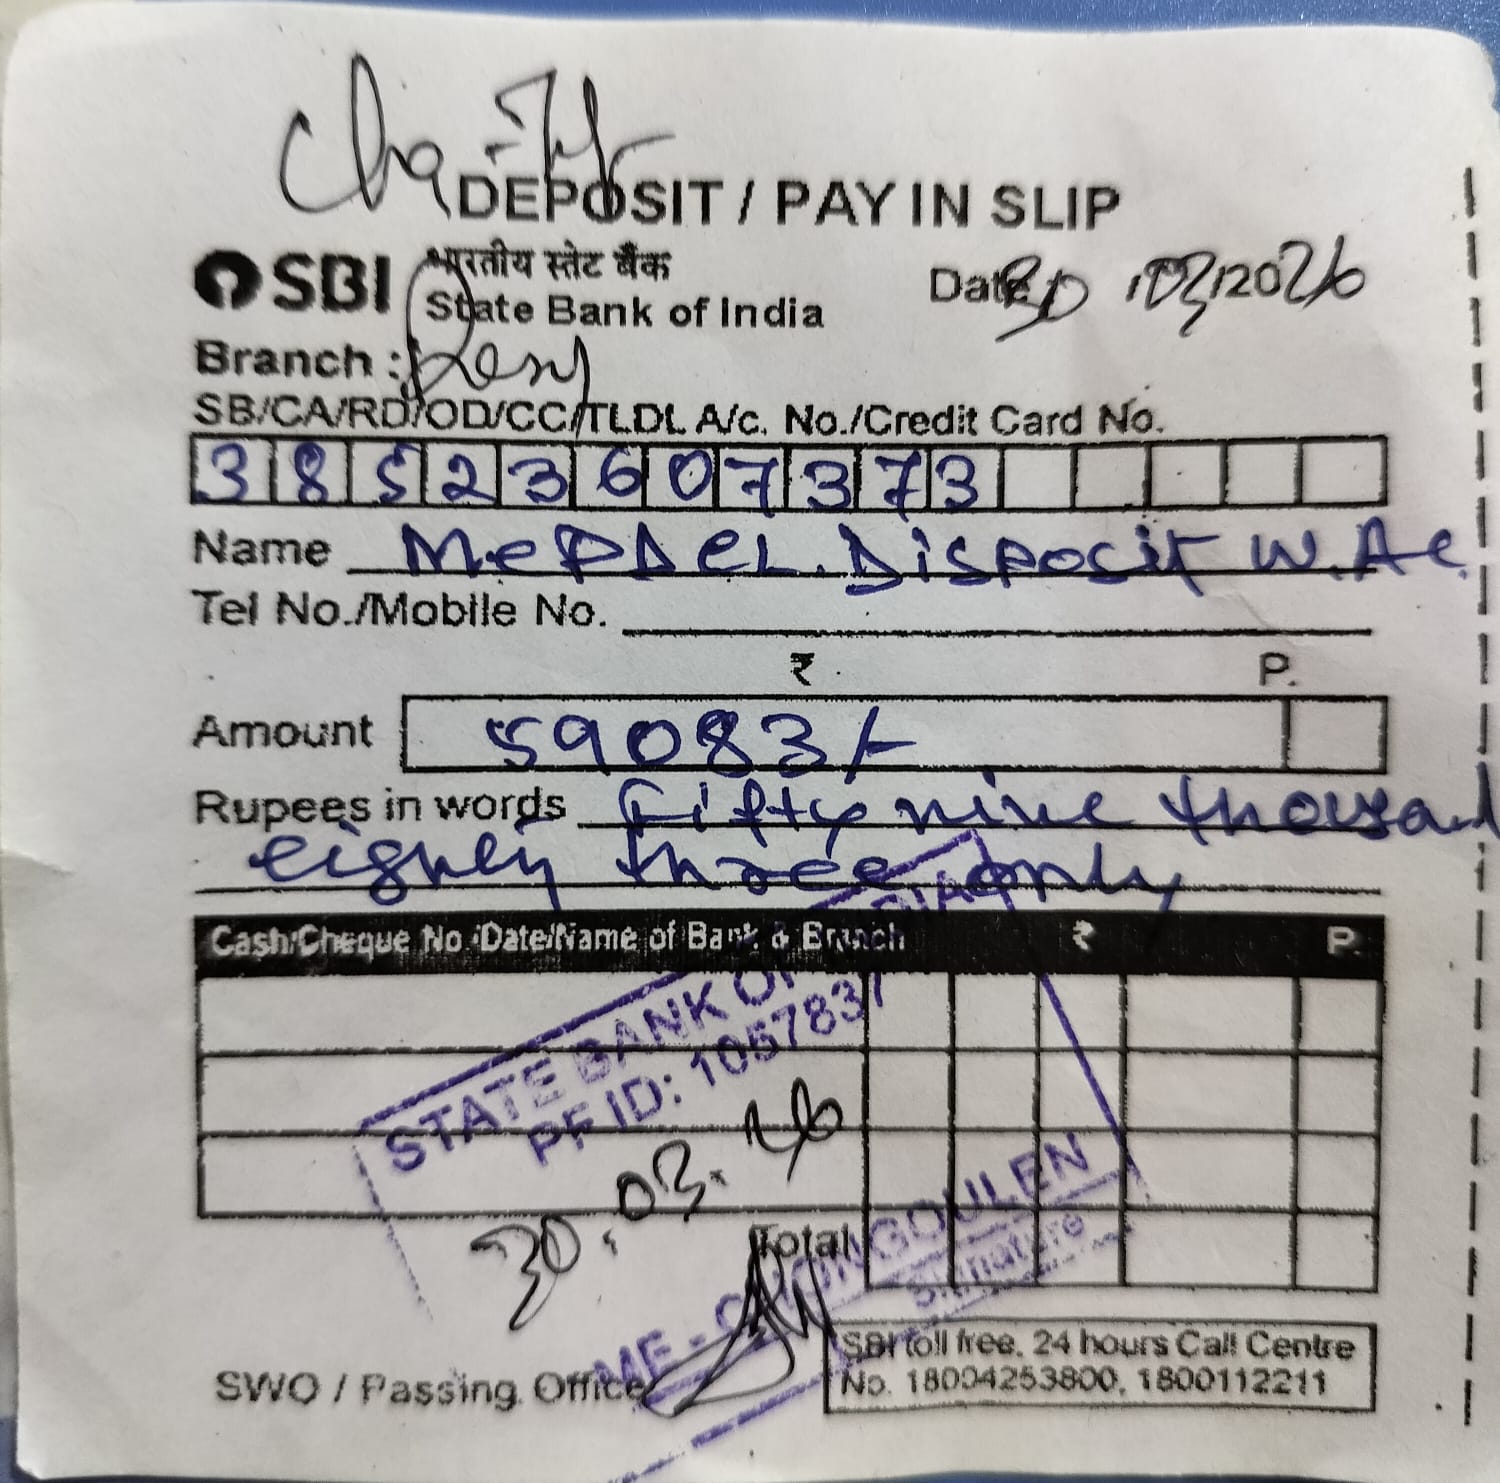 DEPOSIT / PAY IN SLIP
SBI भारतीय स्टेट बैंक
State Bank of India
Date 30/03/2026
Branch :
SB/CA/RD/OD/CC/TLDL A/c. No./Credit Card No.
38523607373
Name MePDCL. Disposit W. Ac.
Tel No./Mobile No.
₹ P.
Amount 59083/-
Rupees in words Fifty nine thousand
eighty three only
Cash/Cheque No./Date/Name of Bank & Branch ₹ P.
STATE BANK OF INDIA
PF ID: 1057837
30.03.26
Total
Signature
SWO / Passing Officer
SBI toll free, 24 hours Call Centre
No. 18004253800, 1800112211